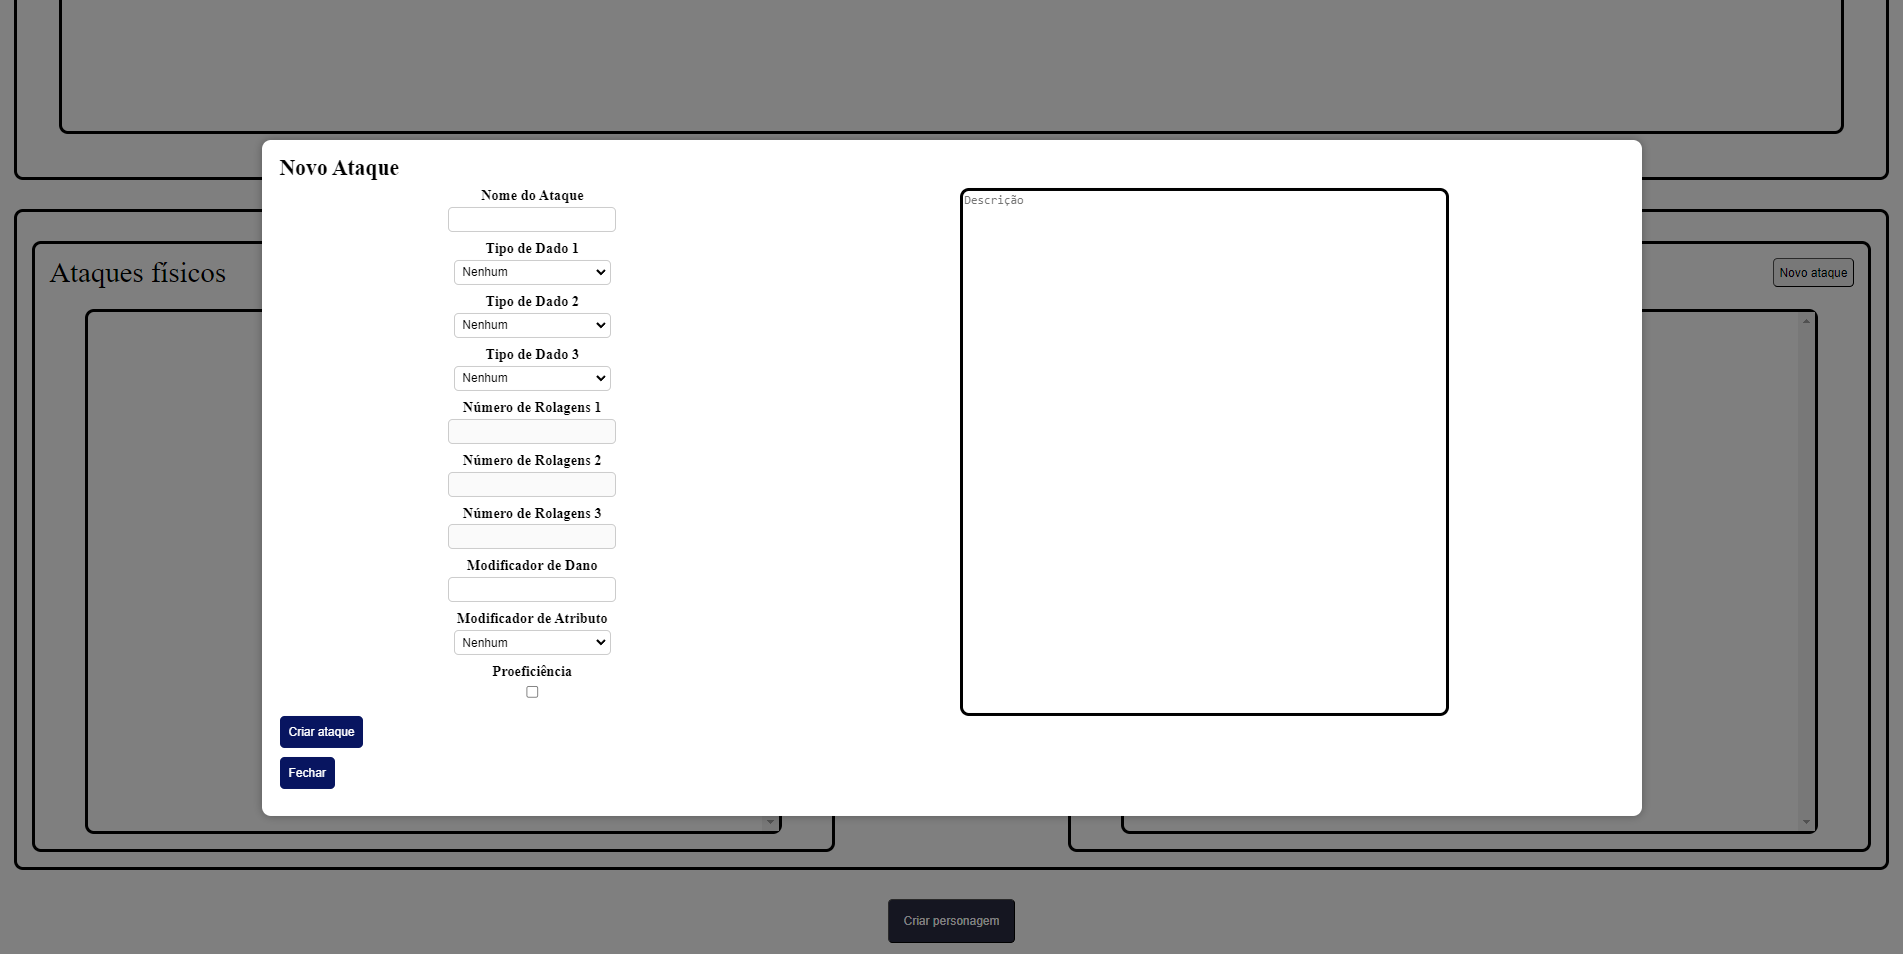 Novo Ataque
Nome do Ataque
Descrição
Tipo de Dado 1
Ataques físicos
Nenhum
Novo ataque
Tipo de Dado 2
Nenhum
Tipo de Dado 3
Nenhum
Número de Rolagens 1
Número de Rolagens 2
Número de Rolagens 3
Modificador de Dano
Modificador de Atributo
Nenhum
Proeficiência
Criar ataque
Fechar
Criar personagem